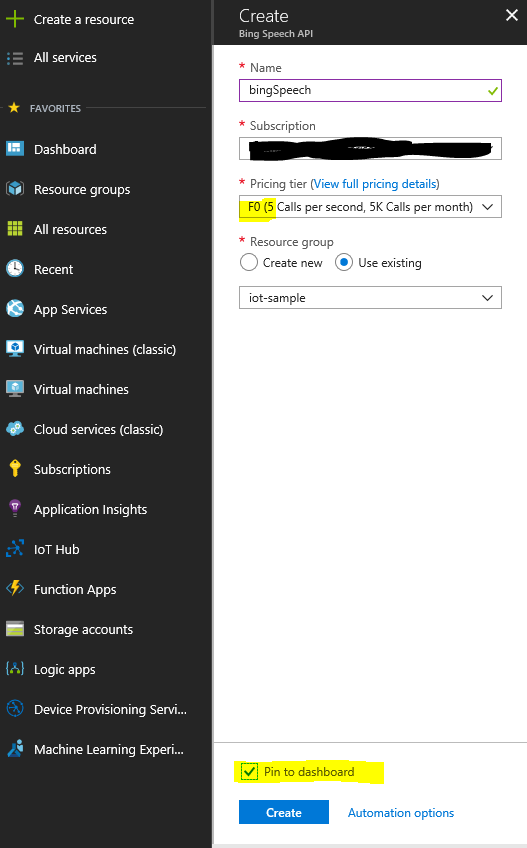 Create a resource
All services
FAVORITES
Dashboard
Resource groups
All resources
Recent
App Services
Virtual machines (classic)
Virtual machines
Cloud services (classic)
Subscriptions
Application Insights
IoT Hub
Function Apps
Storage accounts
Logic apps
Device Provisioning Servi...
Machine Learning Experi...
Create
Bing Speech API
* Name
bingSpeech
* Subscription
* Pricing tier (View full pricing details)
F0 (5 Calls per second, 5K Calls per month)
* Resource group
Create new Use existing
iot-sample
Pin to dashboard
Create Automation options